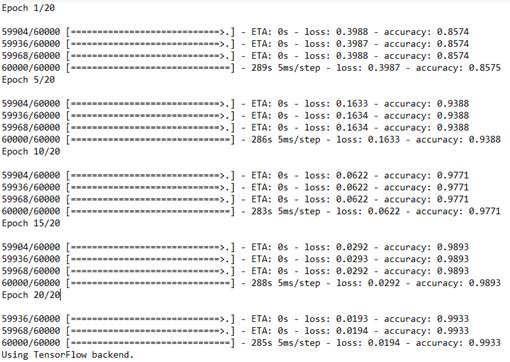 Epoch 1/20
59904/60000 [============================>.] - ETA: 0s - loss: 0.3988 - accuracy: 0.8574
59936/60000 [============================>.] - ETA: 0s - loss: 0.3987 - accuracy: 0.8574
59968/60000 [============================>.] - ETA: 0s - loss: 0.3988 - accuracy: 0.8574
60000/60000 [==============================] - 289s 5ms/step - loss: 0.3987 - accuracy: 0.8575
Epoch 5/20
59904/60000 [============================>.] - ETA: 0s - loss: 0.1633 - accuracy: 0.9388
59936/60000 [============================>.] - ETA: 0s - loss: 0.1634 - accuracy: 0.9388
59968/60000 [============================>.] - ETA: 0s - loss: 0.1634 - accuracy: 0.9388
60000/60000 [==============================] - 286s 5ms/step - loss: 0.1633 - accuracy: 0.9388
Epoch 10/20
59904/60000 [============================>.] - ETA: 0s - loss: 0.0622 - accuracy: 0.9771
59936/60000 [============================>.] - ETA: 0s - loss: 0.0622 - accuracy: 0.9771
59968/60000 [============================>.] - ETA: 0s - loss: 0.0622 - accuracy: 0.9771
60000/60000 [==============================] - 283s 5ms/step - loss: 0.0622 - accuracy: 0.9771
Epoch 15/20
59904/60000 [============================>.] - ETA: 0s - loss: 0.0292 - accuracy: 0.9893
59936/60000 [============================>.] - ETA: 0s - loss: 0.0292 - accuracy: 0.9893
59968/60000 [============================>.] - ETA: 0s - loss: 0.0292 - accuracy: 0.9893
60000/60000 [==============================] - 288s 5ms/step - loss: 0.0292 - accuracy: 0.9893
Epoch 20/20
59936/60000 [============================>.] - ETA: 0s - loss: 0.0193 - accuracy: 0.9933
59968/60000 [============================>.] - ETA: 0s - loss: 0.0194 - accuracy: 0.9933
60000/60000 [==============================] - 285s 5ms/step - loss: 0.0194 - accuracy: 0.9933
Using TensorFlow backend.